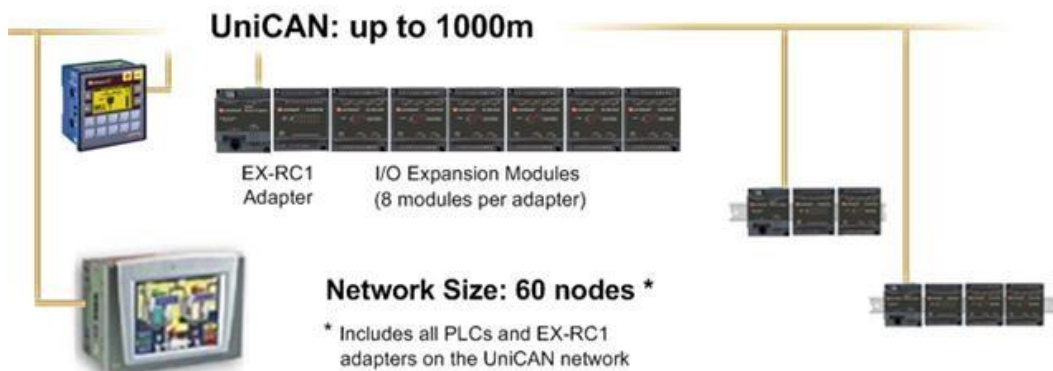 UniCAN: up to 1000m
EX-RC1
Adapter
I/O Expansion Modules
(8 modules per adapter)
Network Size: 60 nodes *
* Includes all PLCs and EX-RC1
adapters on the UniCAN network